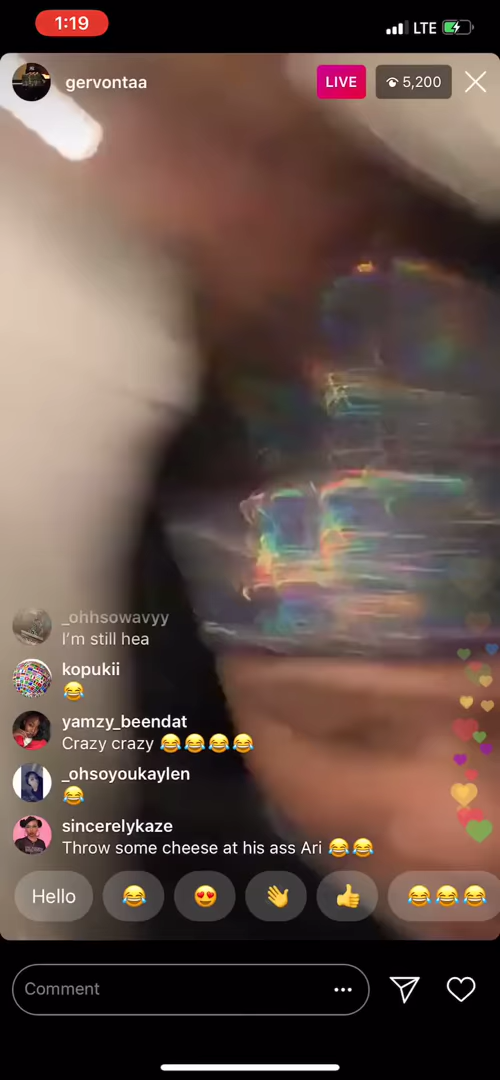 1:19
LTE
gervontaa
LIVE
5,200
_ohhsowavyy
I'm still hea
kopukii
😂
yamzy_beendat
Crazy crazy 😂😂😂😂
_ohsoyoukaylen
😂
sincerelykaze
Throw some cheese at his ass Ari 😂😂
Hello 😂 😍 👋 👍 😂😂😂
Comment